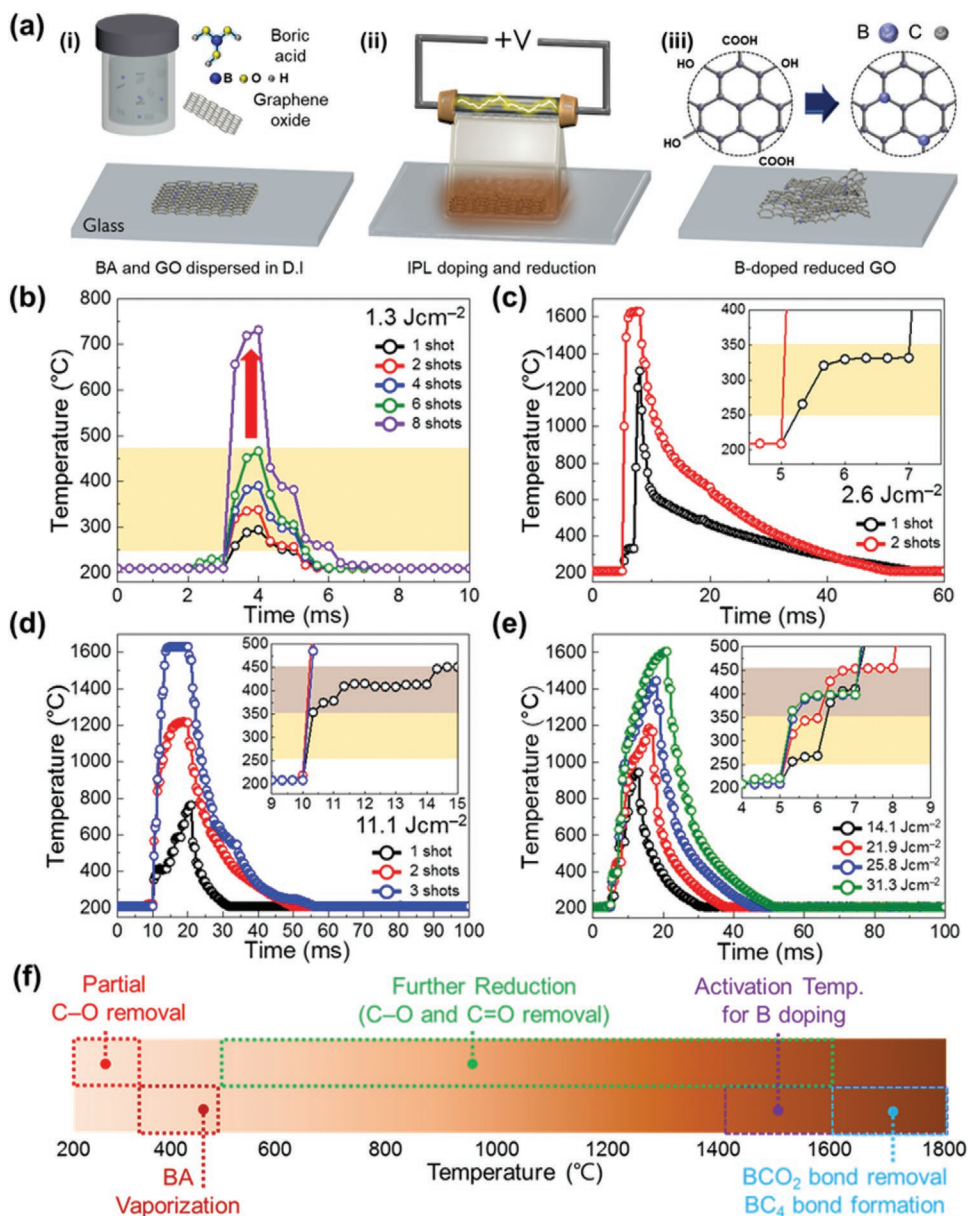 (a)
(i)
Boric
acid
B O H
Graphene
oxide
Glass
BA and GO dispersed in D.I
(ii)
+V
IPL doping and reduction
(iii)
B C
COOH
HO
OH
HO
COOH
B-doped reduced GO
(b)
800
700
600
500
400
300
200
Temperature (°C)
1.3 Jcm−2
1 shot
2 shots
4 shots
6 shots
8 shots
0 2 4 6 8 10
Time (ms)
(c)
1600
1400
1200
1000
800
600
400
200
Temperature (°C)
400
350
300
250
200
5 6 7
2.6 Jcm−2
1 shot
2 shots
0 20 40 60
Time (ms)
(d)
1600
1400
1200
1000
800
600
400
200
Temperature (°C)
500
450
400
350
300
250
200
9 10 11 12 13 14 15
11.1 Jcm−2
1 shot
2 shots
3 shots
0 10 20 30 40 50 60 70 80 90 100
Time (ms)
(e)
1600
1400
1200
1000
800
600
400
200
Temperature (°C)
500
450
400
350
300
250
200
4 5 6 7 8 9
14.1 Jcm−2
21.9 Jcm−2
25.8 Jcm−2
31.3 Jcm−2
0 20 40 60 80 100
Time (ms)
(f)
Partial
C–O removal
Further Reduction
(C–O and C=O removal)
Activation Temp.
for B doping
200 400 600 800 1000 1200 1400 1600 1800
Temperature (℃)
BA
Vaporization
BCO2 bond removal
BC4 bond formation